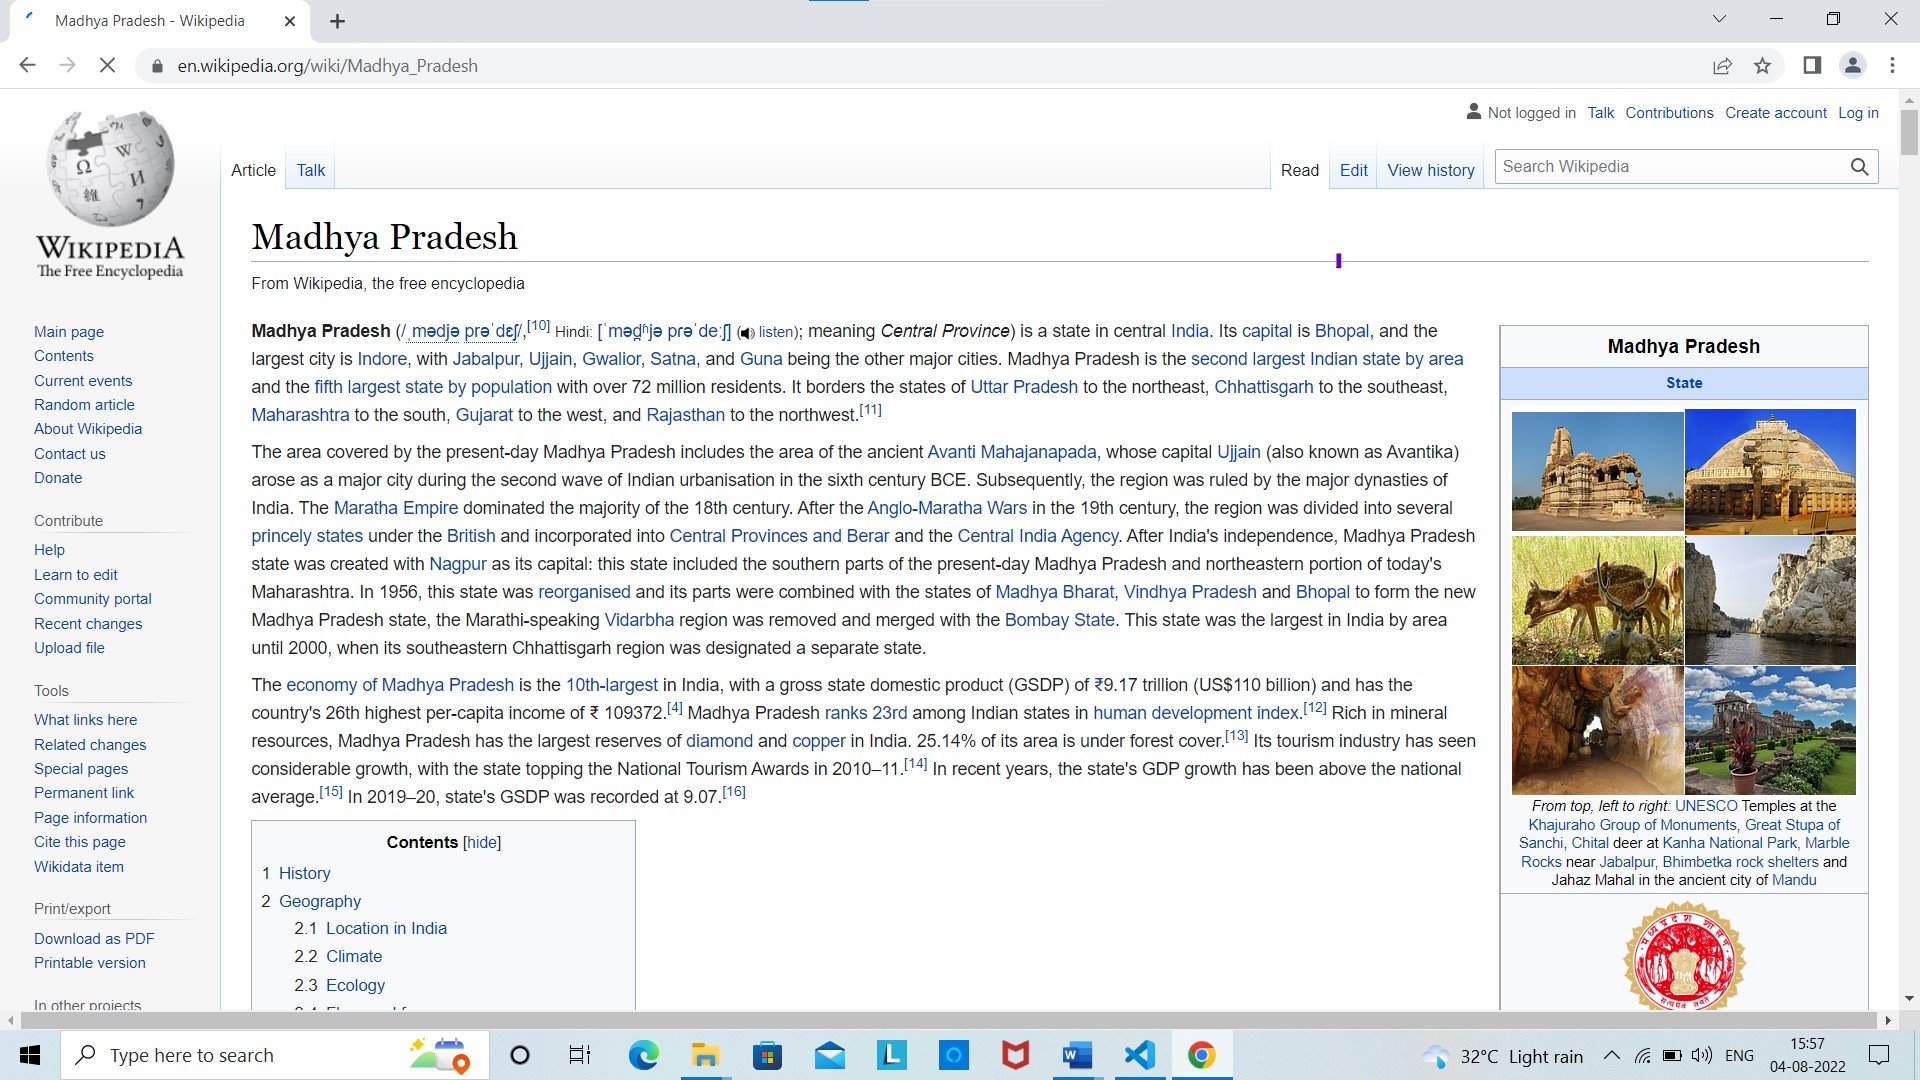 Madhya Pradesh - Wikipedia
en.wikipedia.org/wiki/Madhya_Pradesh
Not logged in Talk Contributions Create account Log in
Article Talk Read Edit View history Search Wikipedia
WIKIPEDIA
The Free Encyclopedia
Main page
Contents
Current events
Random article
About Wikipedia
Contact us
Donate
Contribute
Help
Learn to edit
Community portal
Recent changes
Upload file
Tools
What links here
Related changes
Special pages
Permanent link
Page information
Cite this page
Wikidata item
Print/export
Download as PDF
Printable version
In other projects
Madhya Pradesh
From Wikipedia, the free encyclopedia
Madhya Pradesh (/ˌmədjə prəˈdɛʃ/,[10] Hindi: [ˈməd̪ʱjə prəˈdeːʃ] (listen); meaning Central Province) is a state in central India. Its capital is Bhopal, and the
largest city is Indore, with Jabalpur, Ujjain, Gwalior, Satna, and Guna being the other major cities. Madhya Pradesh is the second largest Indian state by area
and the fifth largest state by population with over 72 million residents. It borders the states of Uttar Pradesh to the northeast, Chhattisgarh to the southeast,
Maharashtra to the south, Gujarat to the west, and Rajasthan to the northwest.[11]
The area covered by the present-day Madhya Pradesh includes the area of the ancient Avanti Mahajanapada, whose capital Ujjain (also known as Avantika)
arose as a major city during the second wave of Indian urbanisation in the sixth century BCE. Subsequently, the region was ruled by the major dynasties of
India. The Maratha Empire dominated the majority of the 18th century. After the Anglo-Maratha Wars in the 19th century, the region was divided into several
princely states under the British and incorporated into Central Provinces and Berar and the Central India Agency. After India's independence, Madhya Pradesh
state was created with Nagpur as its capital: this state included the southern parts of the present-day Madhya Pradesh and northeastern portion of today's
Maharashtra. In 1956, this state was reorganised and its parts were combined with the states of Madhya Bharat, Vindhya Pradesh and Bhopal to form the new
Madhya Pradesh state, the Marathi-speaking Vidarbha region was removed and merged with the Bombay State. This state was the largest in India by area
until 2000, when its southeastern Chhattisgarh region was designated a separate state.
The economy of Madhya Pradesh is the 10th-largest in India, with a gross state domestic product (GSDP) of ₹9.17 trillion (US$110 billion) and has the
country's 26th highest per-capita income of ₹ 109372.[4] Madhya Pradesh ranks 23rd among Indian states in human development index.[12] Rich in mineral
resources, Madhya Pradesh has the largest reserves of diamond and copper in India. 25.14% of its area is under forest cover.[13] Its tourism industry has seen
considerable growth, with the state topping the National Tourism Awards in 2010–11.[14] In recent years, the state's GDP growth has been above the national
average.[15] In 2019–20, state's GSDP was recorded at 9.07.[16]
Contents [hide]
1 History
2 Geography
2.1 Location in India
2.2 Climate
2.3 Ecology
Madhya Pradesh
State
From top, left to right: UNESCO Temples at the
Khajuraho Group of Monuments, Great Stupa of
Sanchi, Chital deer at Kanha National Park, Marble
Rocks near Jabalpur, Bhimbetka rock shelters and
Jahaz Mahal in the ancient city of Mandu
मध्य प्रदेश शासन
सत्यमेव जयते
Type here to search
32°C Light rain
ENG
15:57
04-08-2022